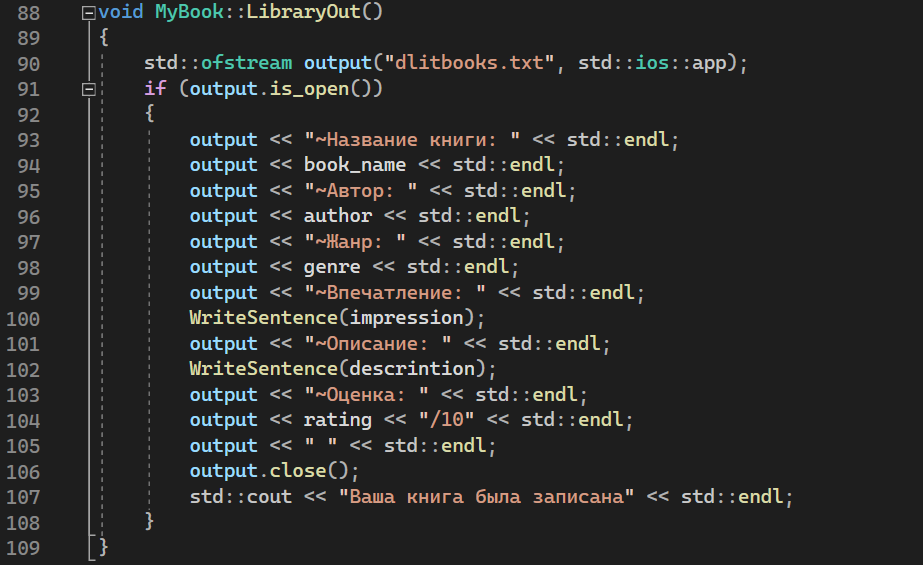 88 void MyBook::LibraryOut()
89 {
90 std::ofstream output("dlitbooks.txt", std::ios::app);
91 if (output.is_open())
92 {
93 output << "~Название книги: " << std::endl;
94 output << book_name << std::endl;
95 output << "~Автор: " << std::endl;
96 output << author << std::endl;
97 output << "~Жанр: " << std::endl;
98 output << genre << std::endl;
99 output << "~Впечатление: " << std::endl;
100 WriteSentence(impression);
101 output << "~Описание: " << std::endl;
102 WriteSentence(descrintion);
103 output << "~Оценка: " << std::endl;
104 output << rating << "/10" << std::endl;
105 output << " " << std::endl;
106 output.close();
107 std::cout << "Ваша книга была записана" << std::endl;
108 }
109 }